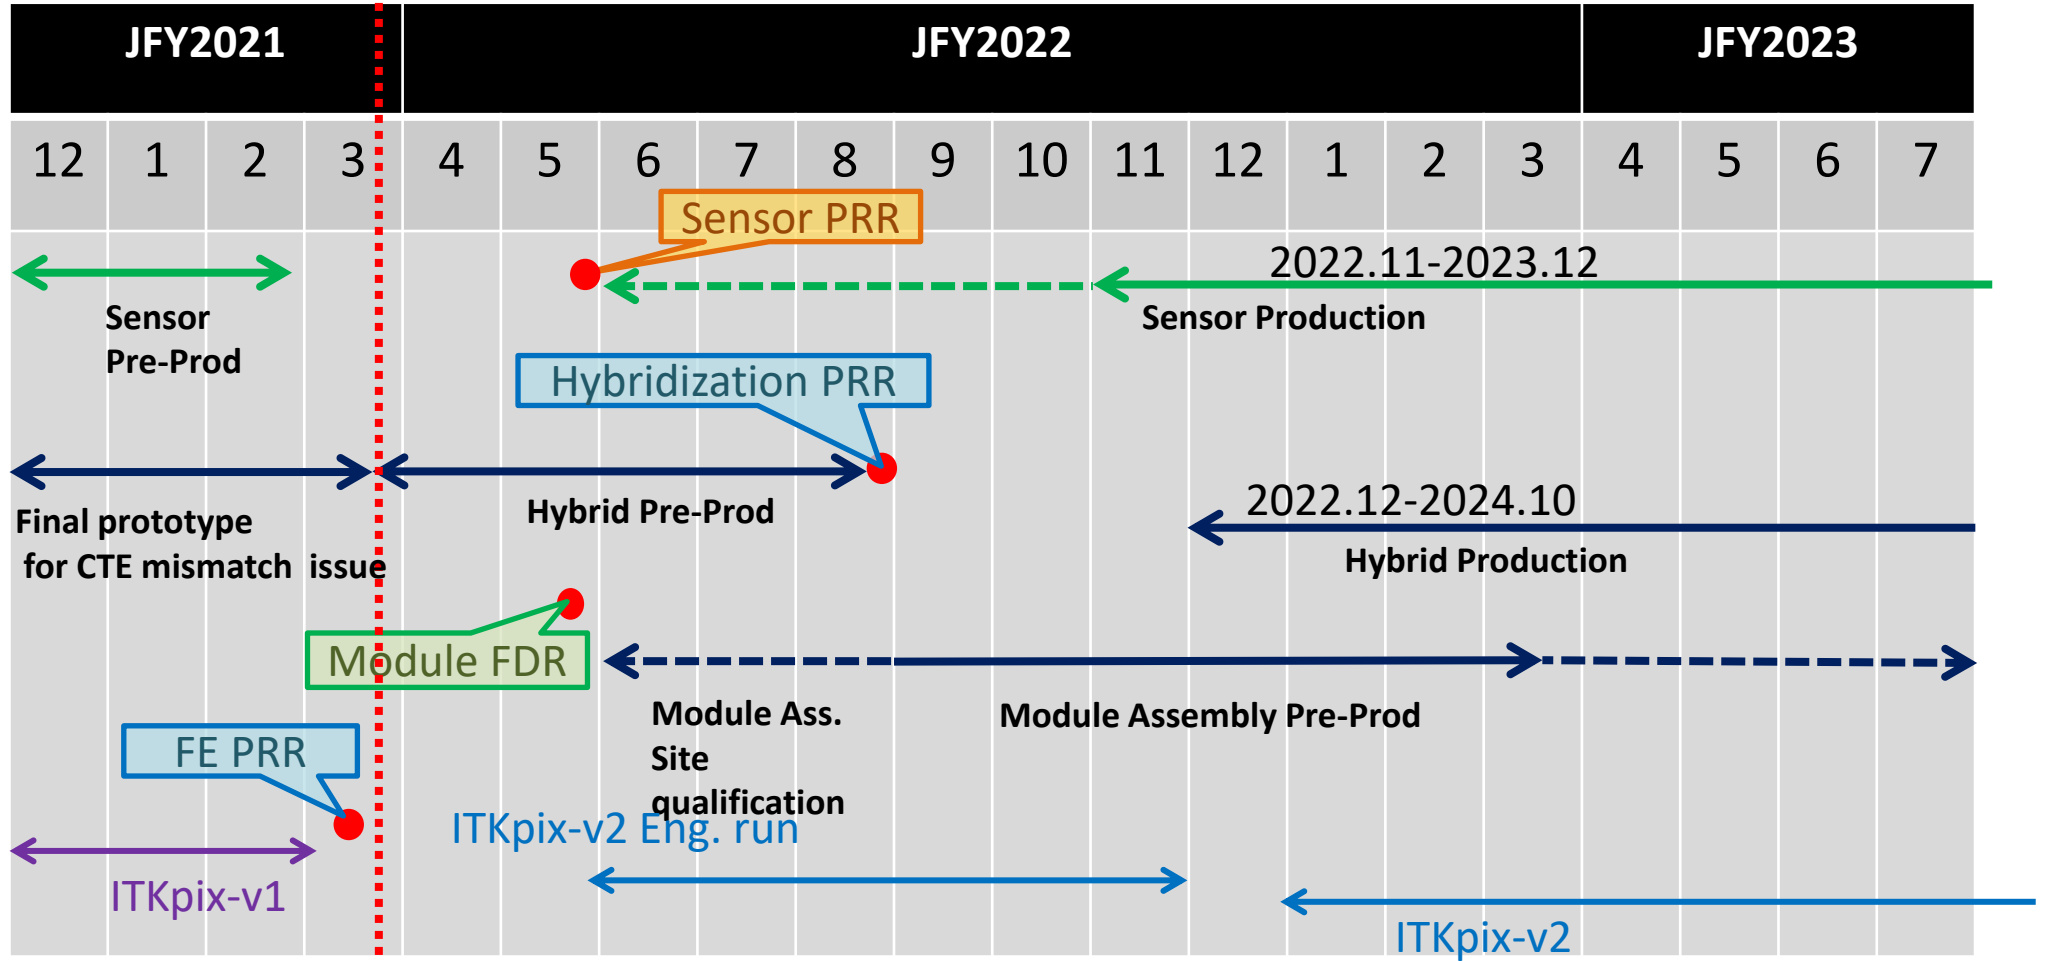 JFY2021 JFY2022 JFY2023
12 1 2 3 4 5 6 7 8 9 10 11 12 1 2 3 4 5 6 7
Sensor PRR
2022.11-2023.12
Sensor
Pre-Prod
Sensor Production
Hybridization PRR
2022.12-2024.10
Final prototype
for CTE mismatch issue
Hybrid Pre-Prod
Hybrid Production
Module FDR
Module Ass.
Site
qualification
Module Assembly Pre-Prod
FE PRR
ITKpix-v2 Eng. run
ITKpix-v1
ITKpix-v2